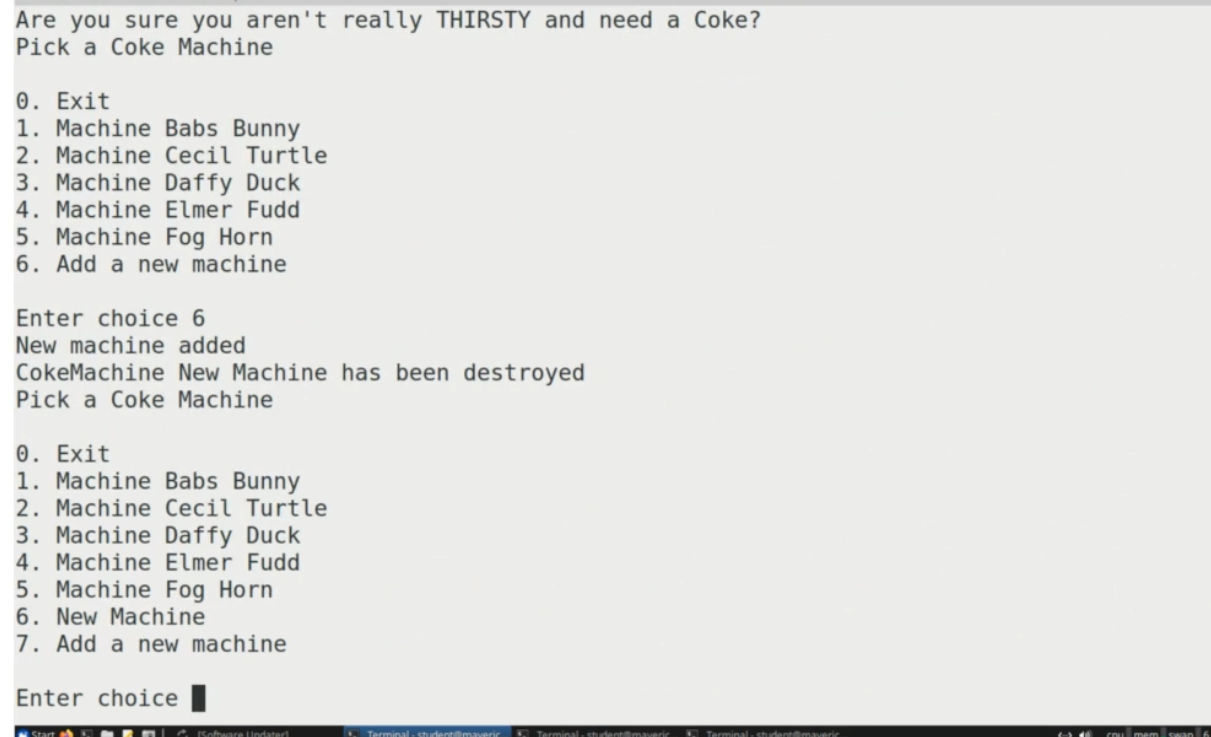 Are you sure you aren't really THIRSTY and need a Coke?
Pick a Coke Machine
0. Exit
1. Machine Babs Bunny
2. Machine Cecil Turtle
3. Machine Daffy Duck
4. Machine Elmer Fudd
5. Machine Fog Horn
6. Add a new machine
Enter choice 6
New machine added
CokeMachine New Machine has been destroyed
Pick a Coke Machine
0. Exit
1. Machine Babs Bunny
2. Machine Cecil Turtle
3. Machine Daffy Duck
4. Machine Elmer Fudd
5. Machine Fog Horn
6. New Machine
7. Add a new machine
Enter choice
Start [Software Updater] Terminal - student@maveric... Terminal - student@maveric... Terminal - student@maveric... cpu mem swap 6